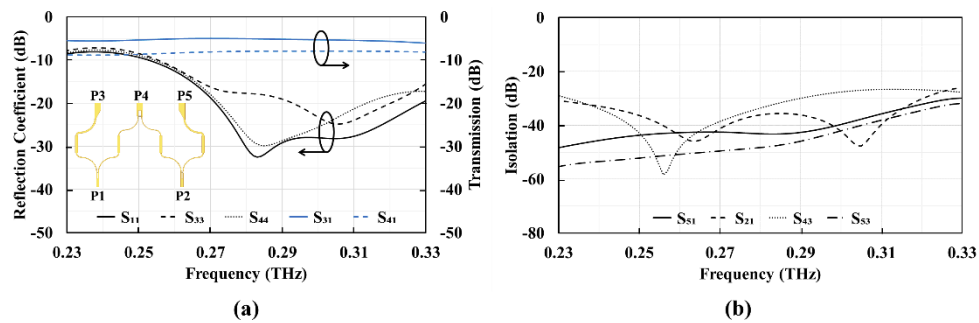 0 0 0
-10 -10 -20
-20 -20 -40
-30 -30 -60
-40 -40 -80
-50 -50
Reflection Coefficient (dB)
Transmission (dB)
Isolation (dB)
P3 P4 P5
P1 P2
S11 S33 S44 S31 S41
S51 S21 S43 S53
0.23 0.25 0.27 0.29 0.31 0.33
0.23 0.25 0.27 0.29 0.31 0.33
Frequency (THz)
Frequency (THz)
(a)
(b)